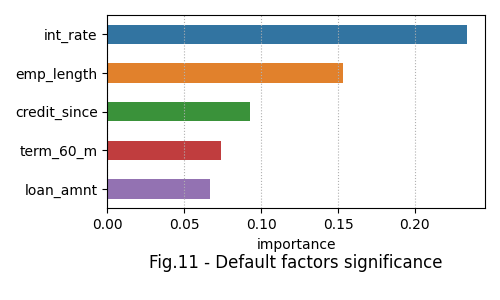 int_rate
emp_length
credit_since
term_60_m
loan_amnt
0.00 0.05 0.10 0.15 0.20
importance
Fig.11 - Default factors significance